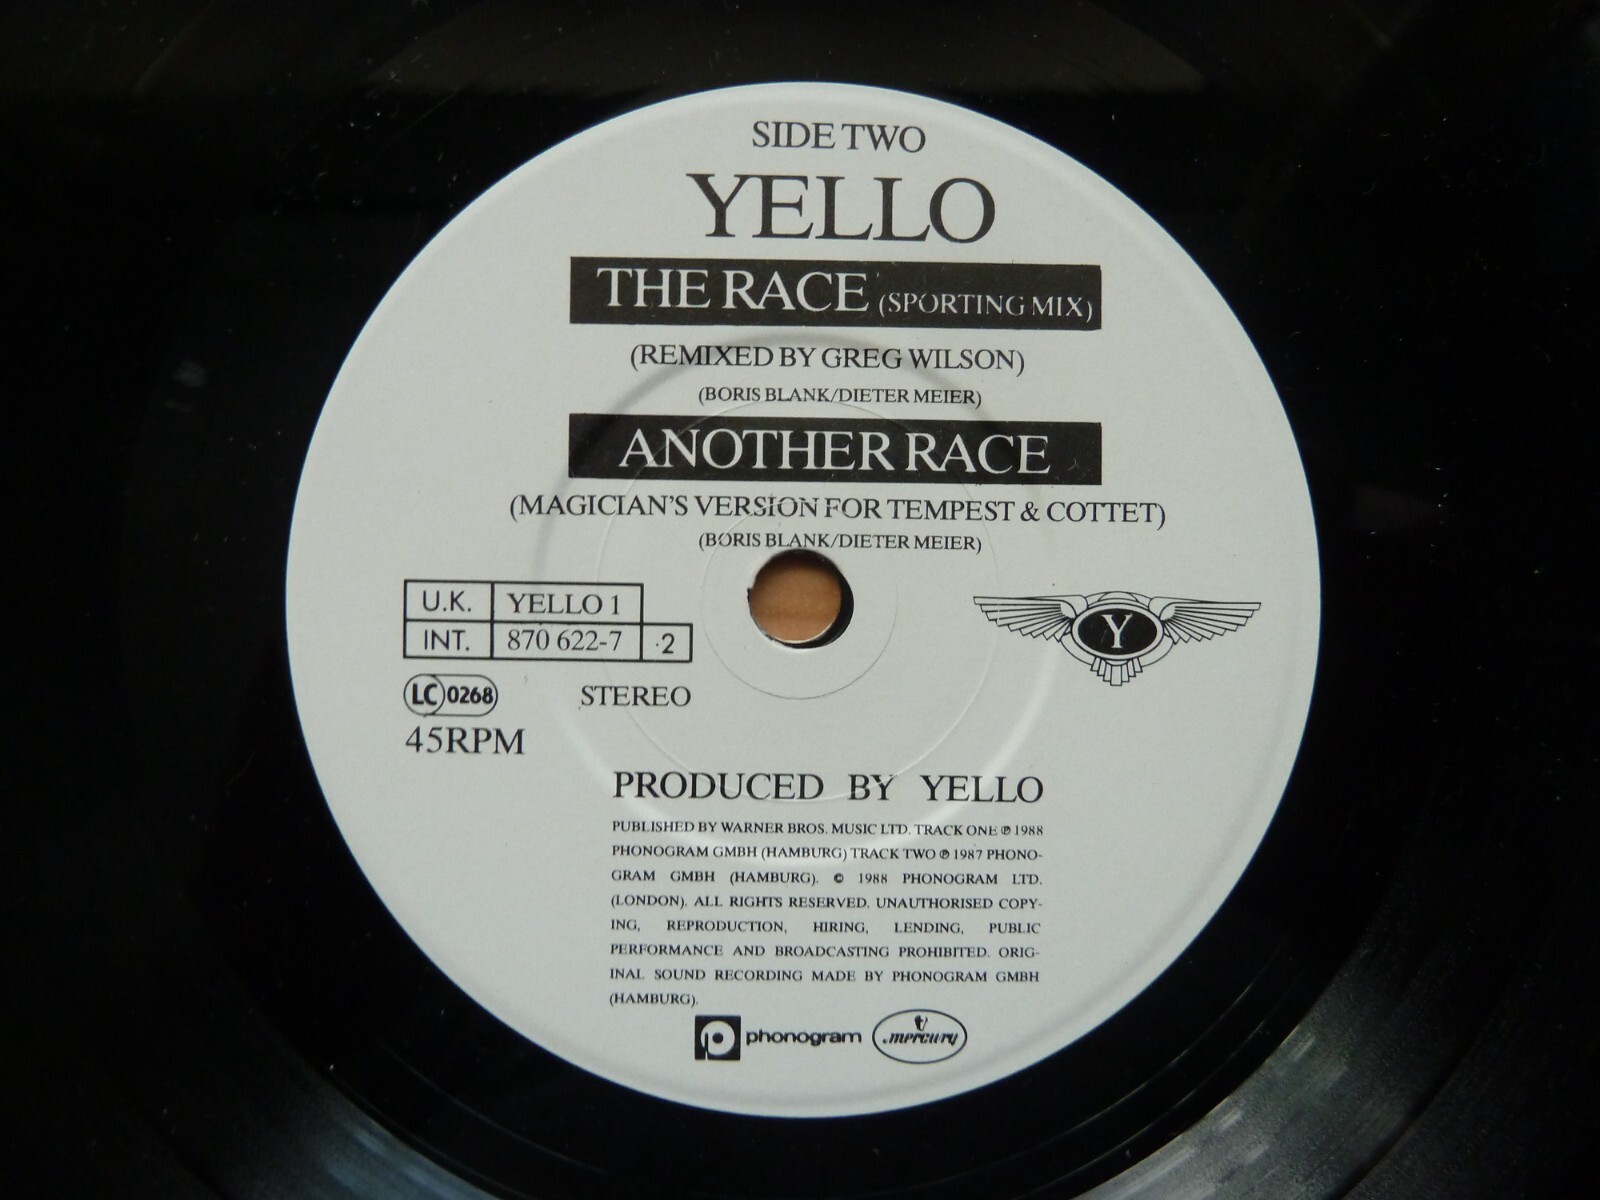 SIDE TWO
YELLO
THE RACE (SPORTING MIX)
(REMIXED BY GREG WILSON)
(BORIS BLANK/DIETER MEIER)
ANOTHER RACE
(MAGICIAN'S VERSION FOR TEMPEST & COTTET)
(BORIS BLANK/DIETER MEIER)
U.K. YELLO 1
INT. 870 622-7 ·2
LC 0268 STEREO
45RPM
Y
PRODUCED BY YELLO
PUBLISHED BY WARNER BROS. MUSIC LTD. TRACK ONE ℗ 1988
PHONOGRAM GMBH (HAMBURG) TRACK TWO ℗ 1987 PHONO-
GRAM GMBH (HAMBURG). © 1988 PHONOGRAM LTD.
(LONDON). ALL RIGHTS RESERVED. UNAUTHORISED COPY-
ING, REPRODUCTION, HIRING, LENDING, PUBLIC
PERFORMANCE AND BROADCASTING PROHIBITED. ORIG-
INAL SOUND RECORDING MADE BY PHONOGRAM GMBH
(HAMBURG).
phonogram mercury